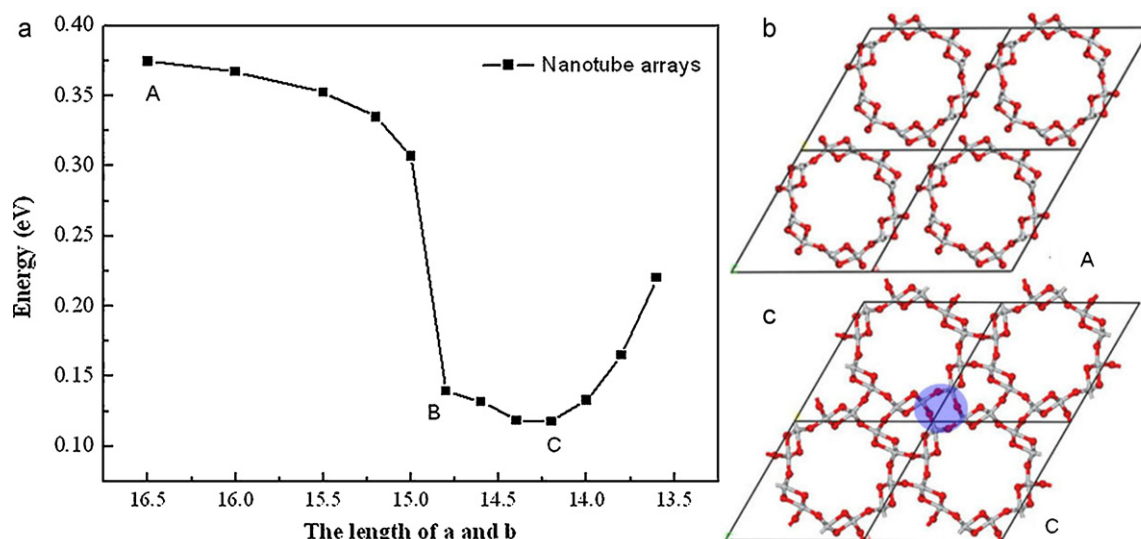 a
0.40
0.35
0.30
0.25
0.20
0.15
0.10
Energy (eV)
Nanotube arrays
A
B
C
16.5 16.0 15.5 15.0 14.5 14.0 13.5
The length of a and b
b
A
c
C